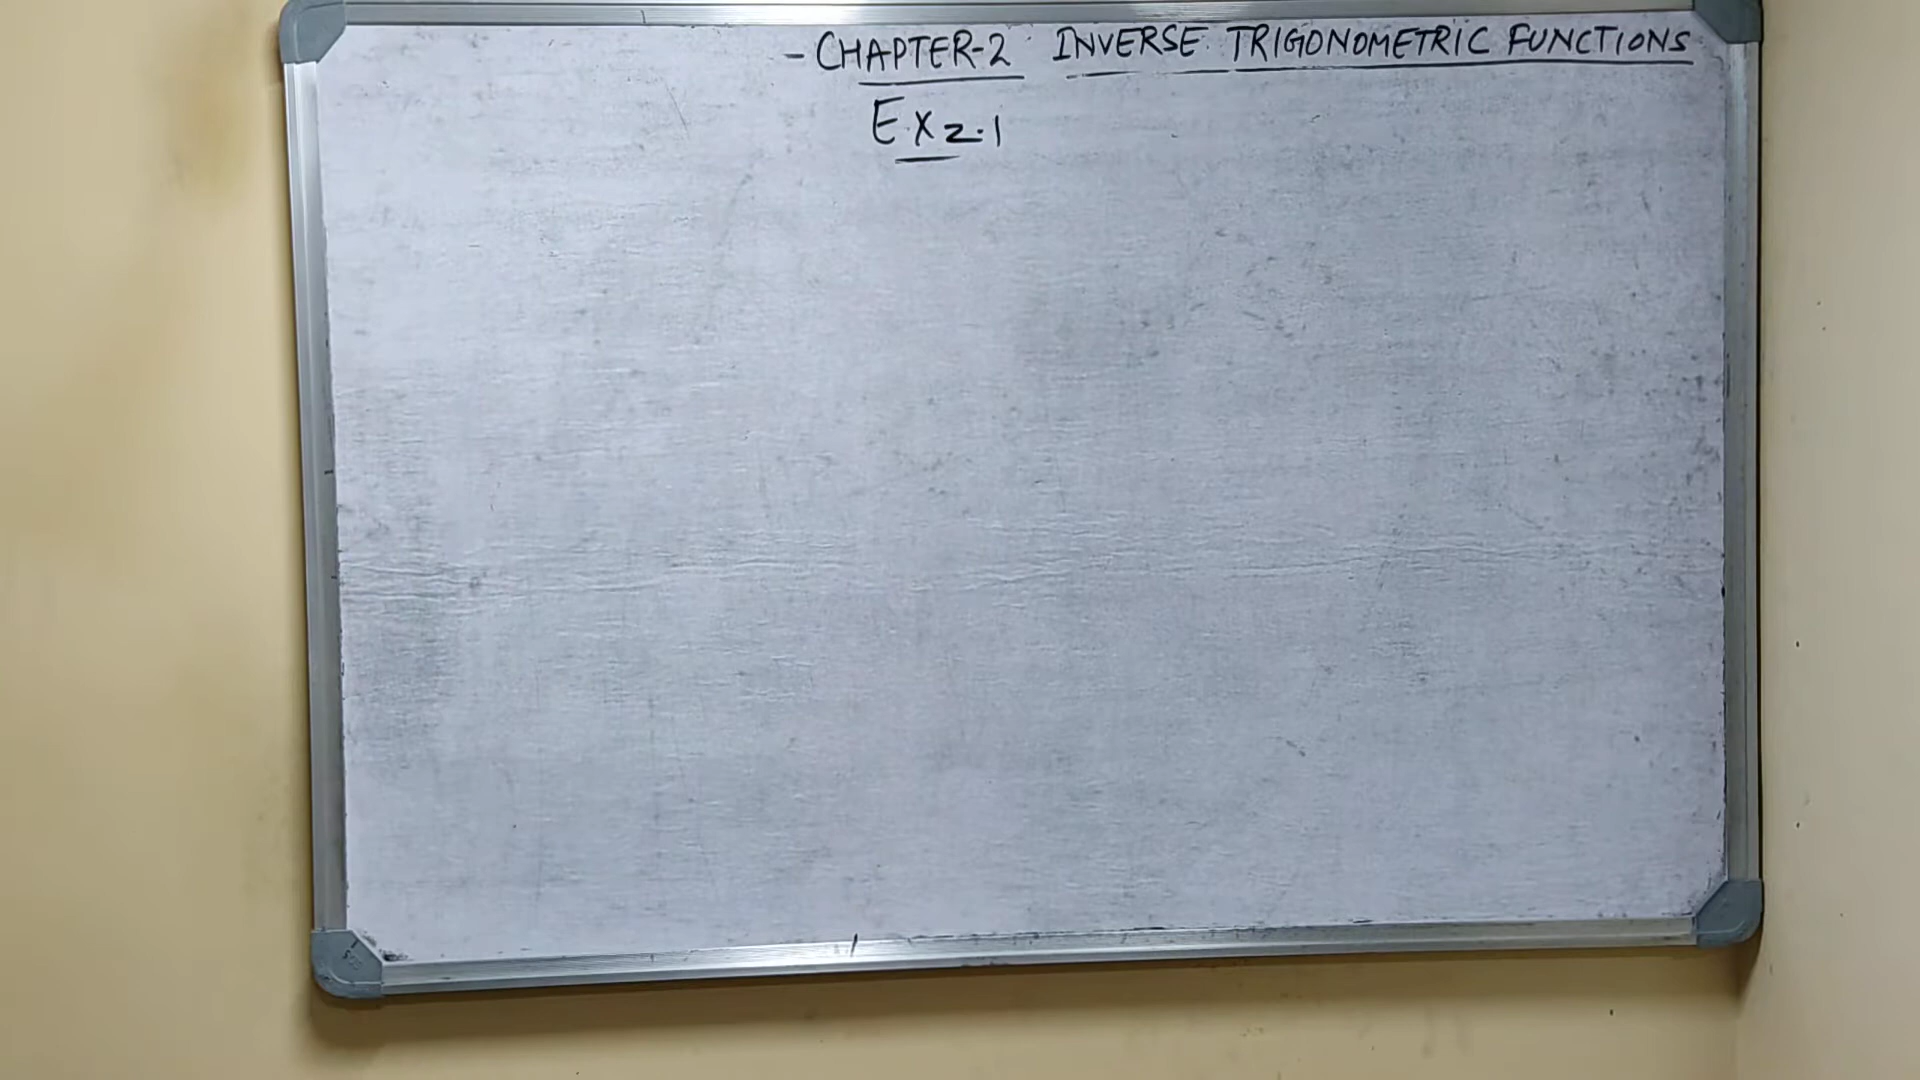 - CHAPTER-2 INVERSE TRIGONOMETRIC FUNCTIONS
Ex 2.1